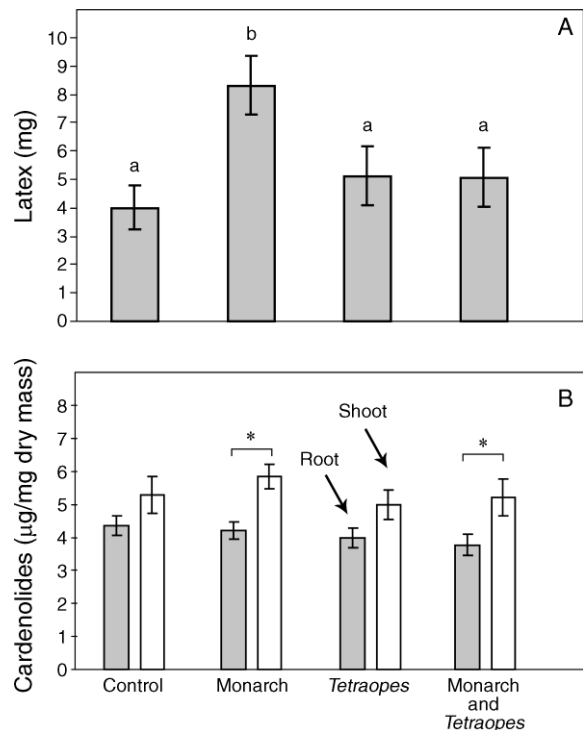 A
b
10
9
8
7
6
5
4
3
2
1
0
Latex (mg)
a
a
a
B
8
7
6
5
4
3
2
1
0
Cardenolides (µg/mg dry mass)
Shoot
Root
*
*
Control
Monarch
Tetraopes
Monarch
and
Tetraopes